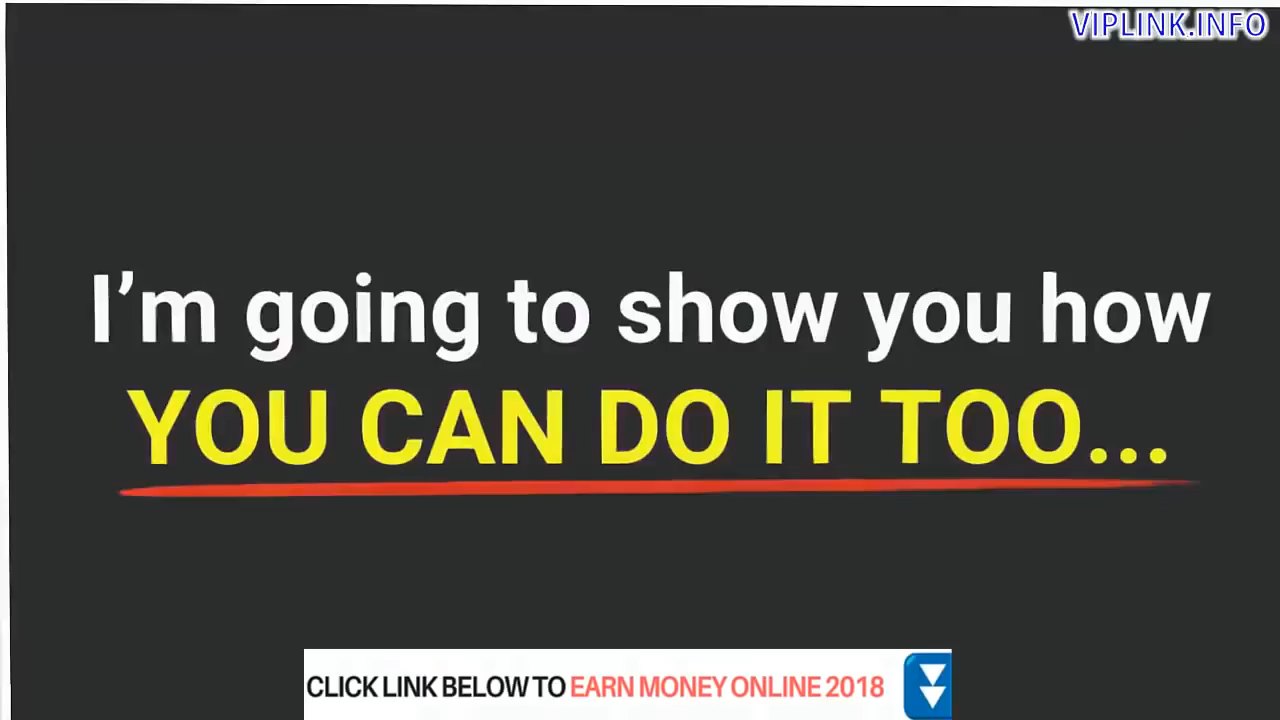 VIPLINK.INFO
I'm going to show you how
YOU CAN DO IT TOO...
CLICK LINK BELOW TO EARN MONEY ONLINE 2018